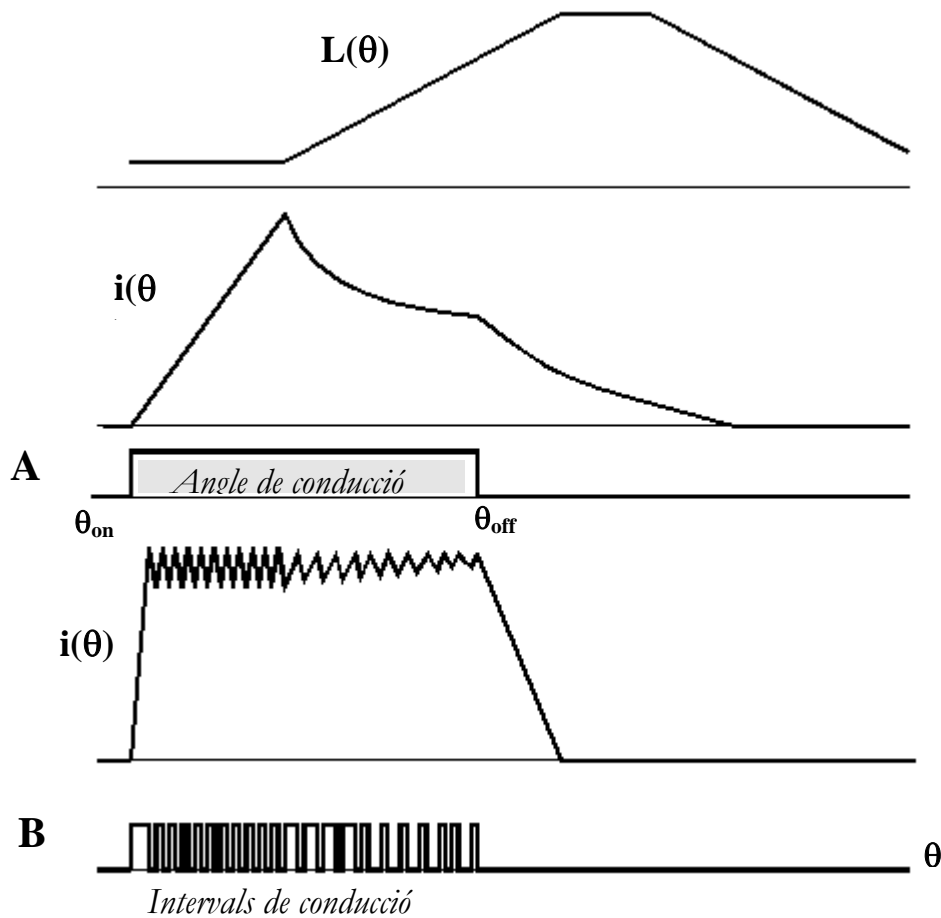 L(θ)
i(θ
A
Angle de conducció
θon
θoff
i(θ)
B
θ
Intervals de conducció